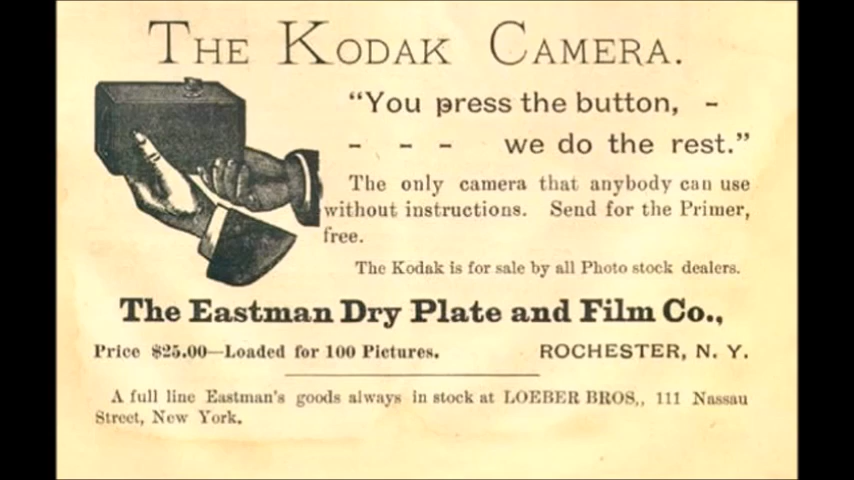 THE KODAK CAMERA.
"You press the button, -
- - - we do the rest."
The only camera that anybody can use
without instructions. Send for the Primer,
free.
The Kodak is for sale by all Photo stock dealers.
The Eastman Dry Plate and Film Co.,
Price $25.00—Loaded for 100 Pictures. ROCHESTER, N. Y.
A full line Eastman's goods always in stock at LOEBER BROS., 111 Nassau
Street, New York.